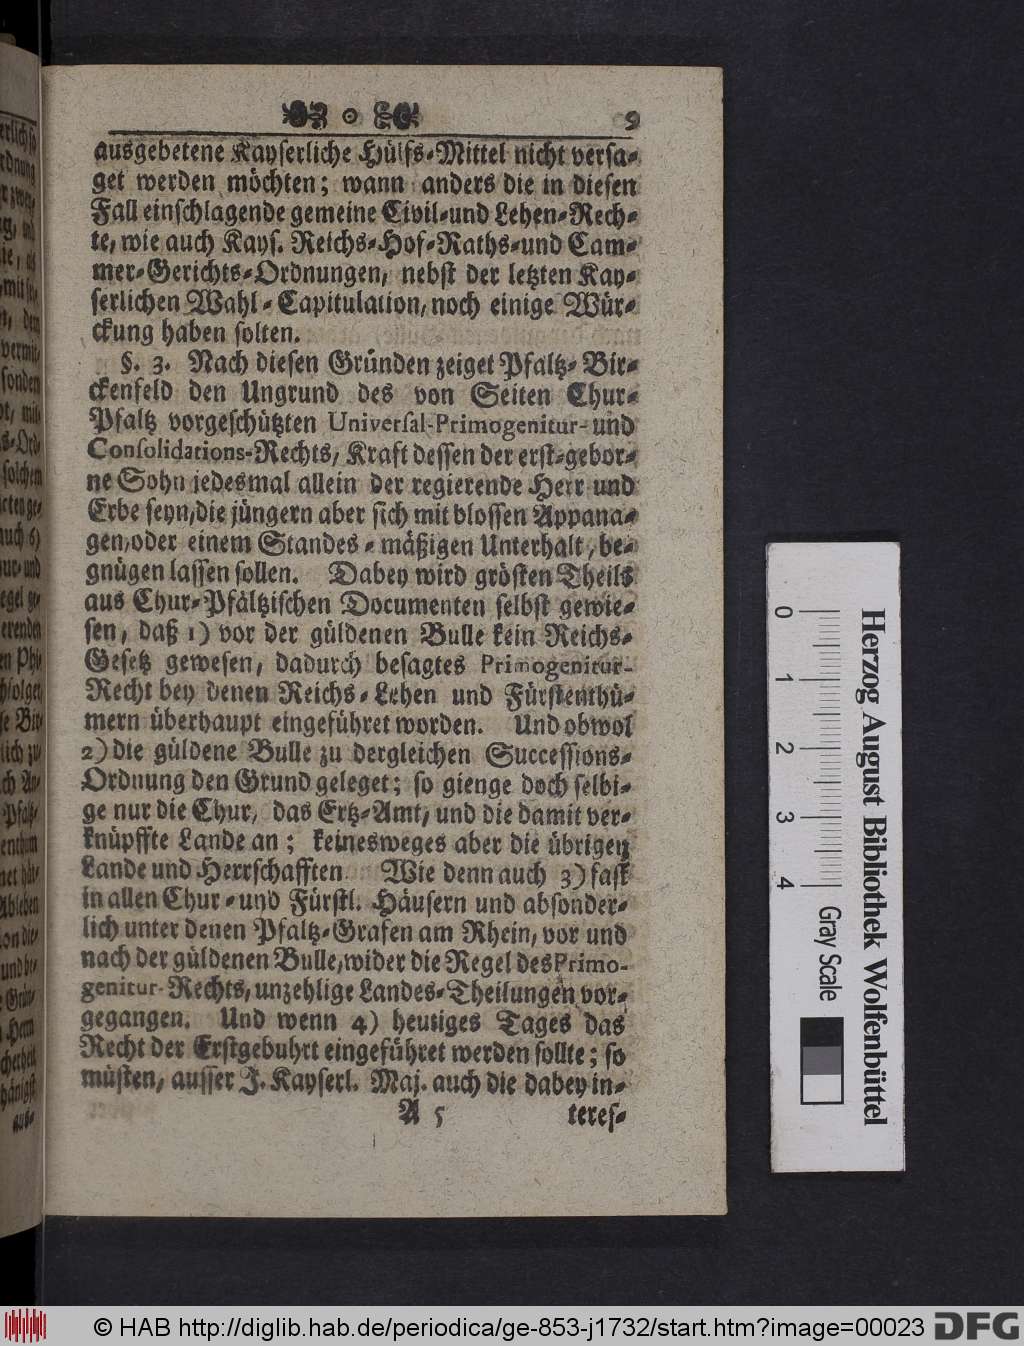 9
ausgebetene Kayserliche Hülfs-Mittel nicht versa-
get werden möchten; wann anders die in diesen
Fall einschlagende gemeine Civil-und Lehen-Rech-
te, wie auch Kays. Reichs-Hof-Raths-und Cam-
mer-Gerichts-Ordnungen, nebst der letzten Kay-
serlichen Wahl-Capitulation, noch einige Wür-
ckung haben solten.
§. 3. Nach diesen Gründen zeiget Pfaltz-Bir-
ckenfeld den Ungrund des von Seiten Chur-
Pfaltz vorgeschützten Universal-Primogenitur-und
Consolidations-Rechts, Kraft dessen der erst-gebor-
ne Sohn jedesmal allein der regierende Herr und
Erbe seyn, die jüngern aber sich mit blossen Appana-
gen, oder einem Standes-mäßigen Unterhalt, be-
gnügen lassen sollen. Dabey wird grösten Theils
aus Chur-Pfältzischen Documenten selbst gewie-
sen, daß 1) vor der güldenen Bulle kein Reichs-
Gesetz gewesen, dadurch besagtes Primogenitur-
Recht bey denen Reichs-Lehen und Fürstenthü-
mern überhaupt eingeführet worden. Und obwol
2) die güldene Bulle zu dergleichen Successions-
Ordnung den Grund geleget; so gienge doch selbi-
ge nur die Chur, das Ertz-Amt, und die damit ver-
knüpffte Lande an; keinesweges aber die übrigen
Lande und Herrschafften. Wie denn auch 3) fast
in allen Chur-und Fürstl. Häusern und absonder-
lich unter denen Pfaltz-Grafen am Rhein, vor und
nach der güldenen Bulle, wider die Regel des Primo-
genitur-Rechts, unzehlige Landes-Theilungen vor-
gegangen. Und wenn 4) heutiges Tages das
Recht der Erstgebuhrt eingeführet werden sollte; so
müsten, ausser J. Kayserl. Maj. auch die dabey in-
A 5 teres-
0 1 2 3 4
Gray Scale
Herzog August Bibliothek Wolfenbüttel
© HAB http://diglib.hab.de/periodica/ge-853-j1732/start.htm?image=00023
DFG